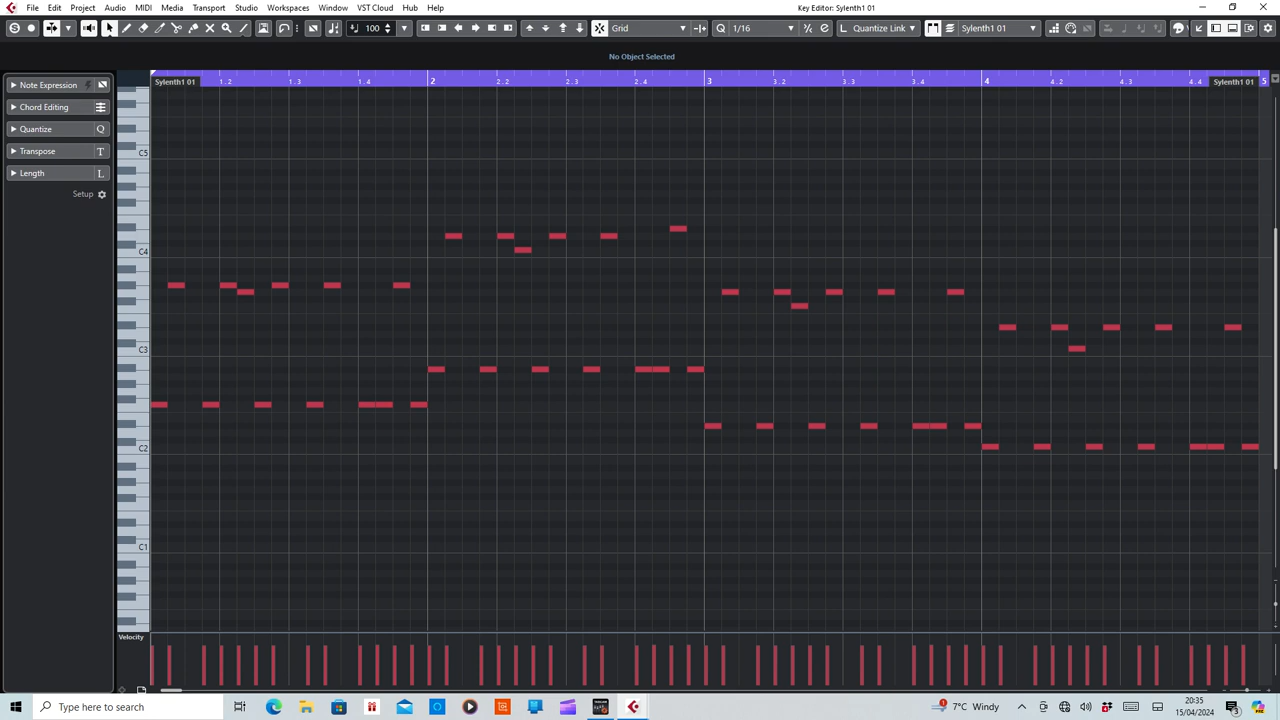 File Edit Project Audio MIDI Media Transport Studio Workspaces Window VST Cloud Hub Help
Key Editor: Sylenth1 01
S 100 Grid Q 1/16 L Quantize Link Sylenth1 01
No Object Selected
Sylenth1 01 1.2 1.3 1.4 2 2.2 2.3 2.4 3 3.2 3.3 3.4 4 4.2 4.3 4.4 Sylenth1 01 5
Note Expression
Chord Editing
Quantize Q
Transpose T
Length L
Setup
C5
C4
C3
C2
C1
Velocity
Type here to search
7°C Windy
20:35
15/04/2024
3